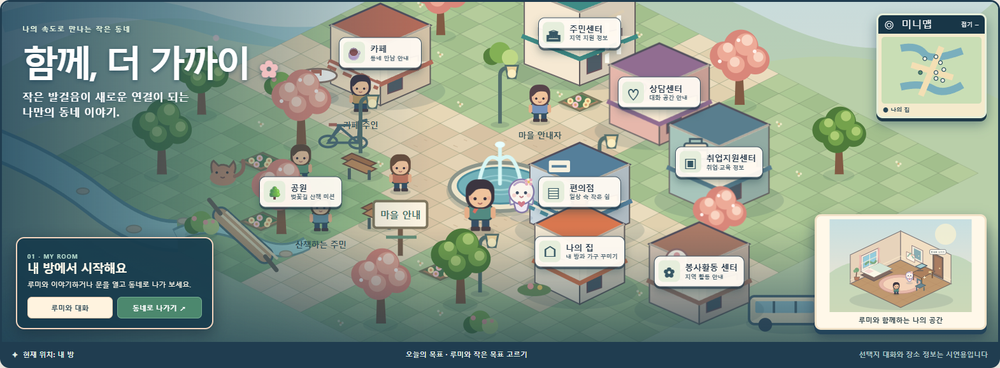 나의 속도로 만나는 작은 동네
함께, 더 가까이
작은 발걸음이 새로운 연결이 되는
나만의 동네 이야기.
카페
동네 만남 안내
주민센터
지역 지원 정보
상담센터
대화 공간 안내
취업지원센터
취업·교육 정보
카페 주인
마을 안내자
공원
벚꽃길 산책 미션
편의점
일상 속 작은 쉼
마을 안내
산책하는 주민
나의 집
내 방과 가구 꾸미기
봉사활동 센터
지역 활동 안내
미니맵
접기 –
나의 집
01 · MY ROOM
내 방에서 시작해요
루미와 이야기하거나 문을 열고 동네로 나가 보세요.
루미와 대화
동네로 나가기 ↗
루미와 함께하는 나의 공간
현재 위치: 내 방
오늘의 목표 · 루미와 작은 목표 고르기
선택지 대화와 장소 정보는 시연용입니다